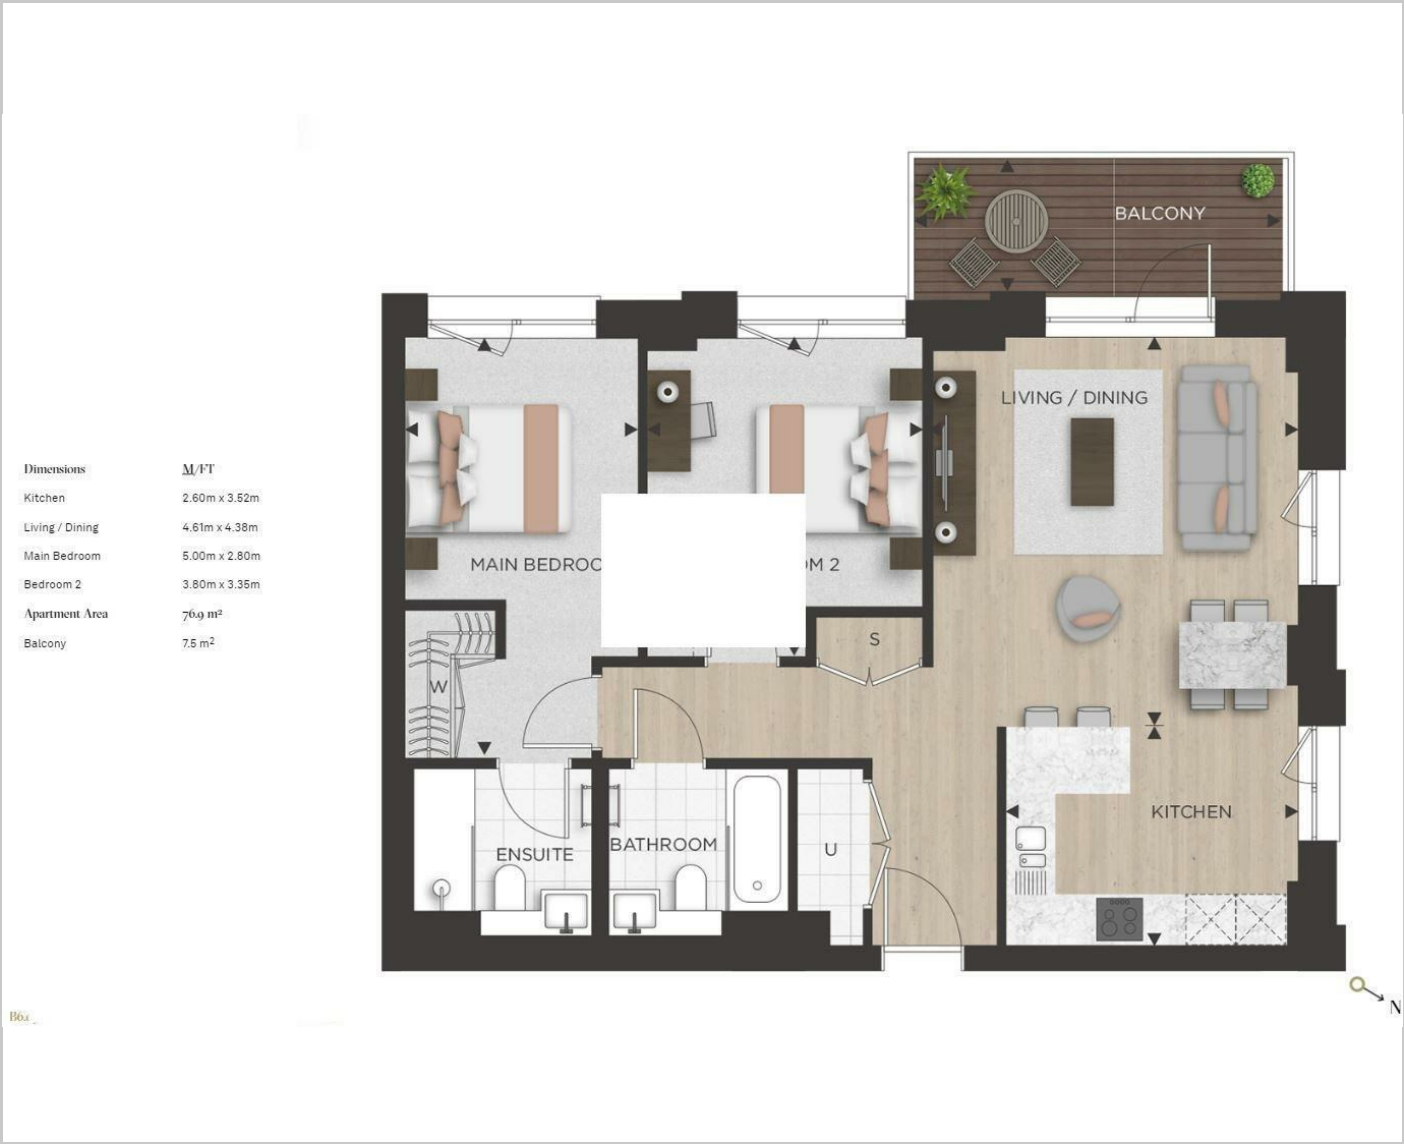 BALCONY
LIVING / DINING
Dimensions M/FT
Kitchen 2.60m x 3.52m
Living / Dining 4.61m x 4.38m
Main Bedroom 5.00m x 2.80m
Bedroom 2 3.80m x 3.35m
Apartment Area 76.9 m²
Balcony 7.5 m²
MAIN BEDROO
OM 2
S
W
KITCHEN
ENSUITE
BATHROOM
U
N